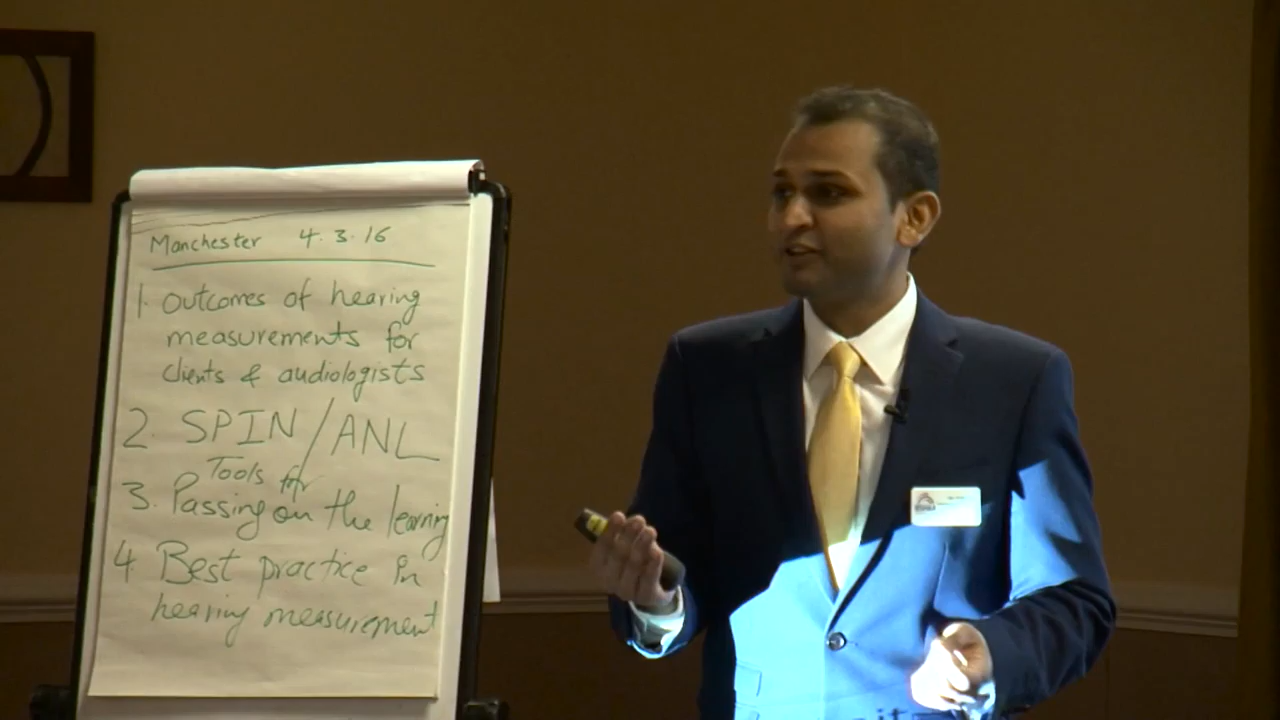 Manchester 4.3.16
1. Outcomes of hearing
measurements for
clients & audiologists
2. SPIN/ANL
Tools for
3. Passing on the learning
4 Best practice in
hearing measurement